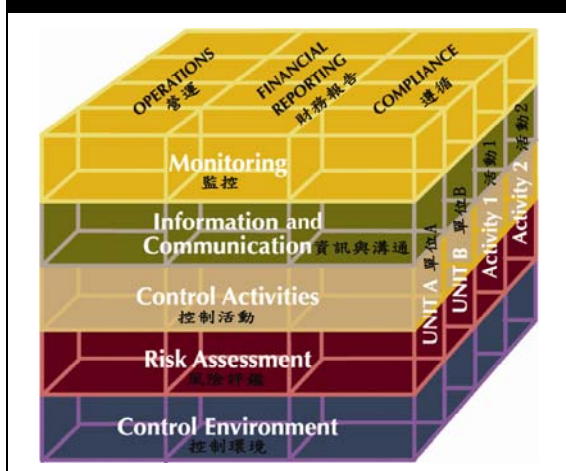 OPERATIONS
營運
FINANCIAL
REPORTING
財務報告
COMPLIANCE
遵循
Monitoring
監控
Information and
Communication 資訊與溝通
Control Activities
控制活動
Risk Assessment
風險評鑑
Control Environment
控制環境
UNIT A 單位A
UNIT B 單位B
Activity 1 活動1
Activity 2 活動2